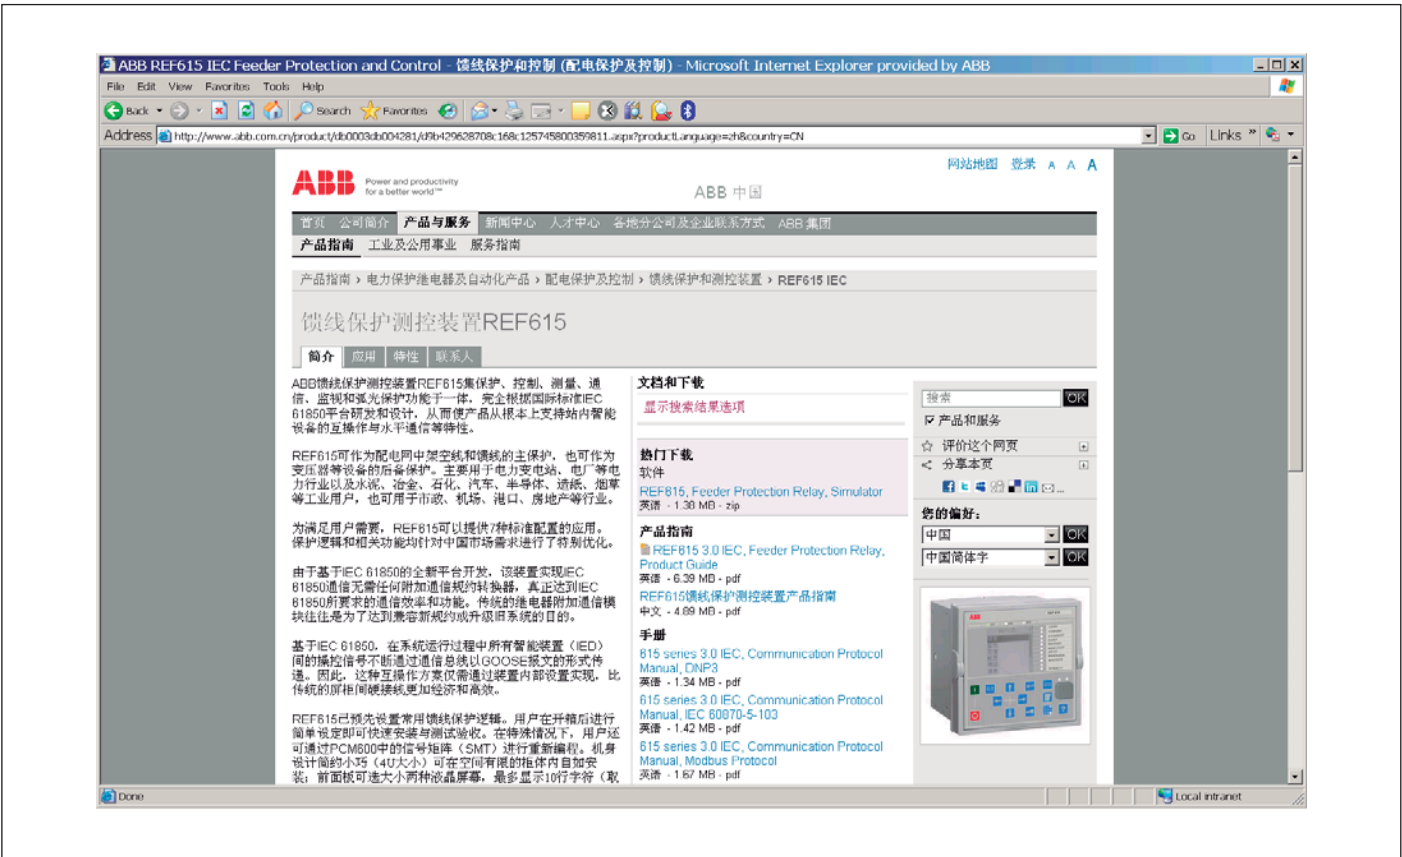 ABB REF615 IEC Feeder Protection and Control - 馈线保护和控制 (配电保护及控制) - Microsoft Internet Explorer provided by ABB
File Edit View Favorites Tools Help
Back Search Favorites
Address http://www.abb.com.cn/product/db0003db004281/d9b429628708c168c125745800359811.aspx?productLanguage=zh&country=CN Go Links »
网站地图 登录 A A A
ABB Power and productivity
for a better world™
ABB 中国
首页 公司简介 产品与服务 新闻中心 人才中心 各地分公司及企业联系方式 ABB 集团
产品指南 工业及公用事业 服务指南
产品指南 › 电力保护继电器及自动化产品 › 配电保护及控制 › 馈线保护和测控装置 › REF615 IEC
馈线保护测控装置REF615
简介 应用 特性 联系人
ABB馈线保护测控装置REF615集保护、控制、测量、通
信、监视和弧光保护功能于一体，完全根据国际标准IEC
61850平台研发和设计，从而使产品从根本上支持站内智能
设备的互操作与水平通信等特性。
REF615可作为配电网中架空线和馈线的主保护，也可作为
变压器等设备的后备保护。主要用于电力变电站、电厂等电
力行业以及水泥、冶金、石化、汽车、半导体、造纸、烟草
等工业用户，也可用于市政、机场、港口、房地产等行业。
为满足用户需要，REF615可以提供7种标准配置的应用。
保护逻辑和相关功能均针对中国市场需求进行了特别优化。
由于基于IEC 61850的全新平台开发，该装置实现IEC
61850通信无需任何附加通信规约转换器，真正达到IEC
61850所要求的通信效率和功能。传统的继电器附加通信模
块往往是为了达到兼容新规约或升级旧系统的目的。
基于IEC 61850，在系统运行过程中所有智能装置（IED）
间的操控信号不断通过通信总线以GOOSE报文的形式传
递。因此，这种互操作方案仅需通过装置内部设置实现，比
传统的屏柜间硬接线更加经济和高效。
REF615已预先设置常用馈线保护逻辑。用户在开箱后进行
简单设定即可快速安装与测试验收。在特殊情况下，用户还
可通过PCM600中的信号矩阵（SMT）进行重新编程。机身
设计简约小巧（4U大小）可在空间有限的柜体内自如安
装；前面板可选大小两种液晶屏幕，最多显示10行字符（取
文档和下载
显示搜索结果选项
热门下载
软件
REF615, Feeder Protection Relay, Simulator
英语 - 1.38 MB - zip
产品指南
REF615 3.0 IEC, Feeder Protection Relay,
Product Guide
英语 - 6.39 MB - pdf
REF615馈线保护测控装置产品指南
中文 - 4.89 MB - pdf
手册
615 series 3.0 IEC, Communication Protocol
Manual, DNP3
英语 - 1.34 MB - pdf
615 series 3.0 IEC, Communication Protocol
Manual, IEC 60870-5-103
英语 - 1.42 MB - pdf
615 series 3.0 IEC, Communication Protocol
Manual, Modbus Protocol
英语 - 1.67 MB - pdf
搜索 OK
产品和服务
评价这个网页
分享本页
您的偏好:
中国 OK
中国简体字 OK
ABB
Done Local intranet